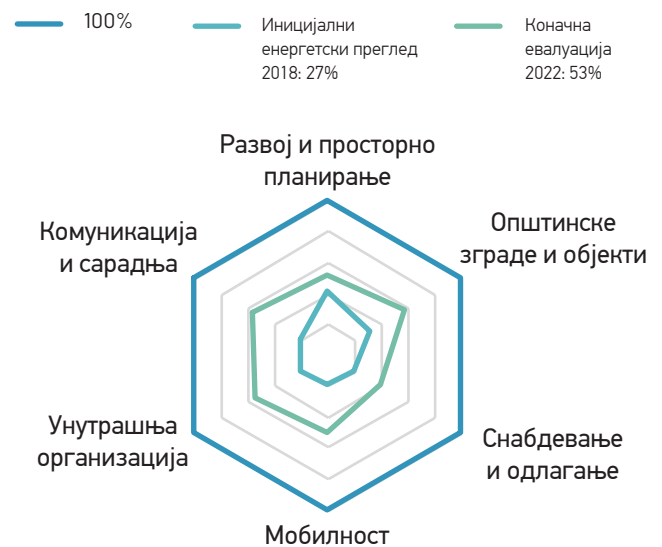 100%
Иницијални
енергетски преглед
2018: 27%
Коначна
евалуација
2022: 53%
Развој и просторно
планирање
Општинске
зграде и објекти
Снабдевање
и одлагање
Мобилност
Унутрашња
организација
Комуникација
и сарадња